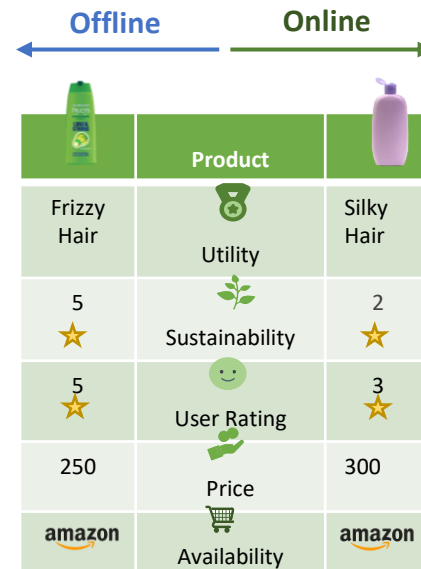 Offline
Online
Product
Frizzy
Hair
Utility
Silky
Hair
5
Sustainability
2
5
User Rating
3
250
Price
300
amazon
Availability
amazon